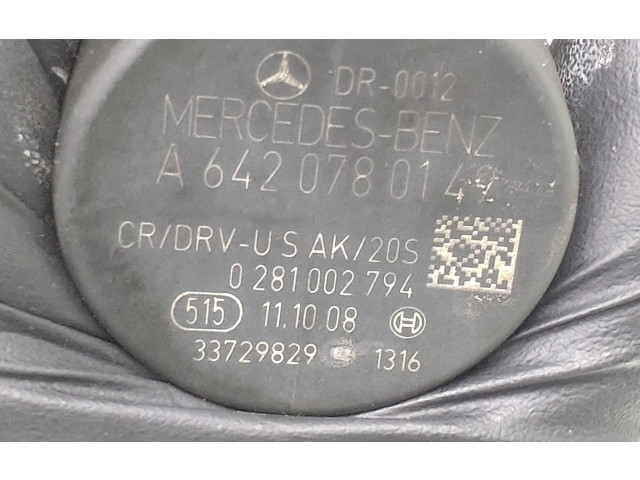 DR-0012
MERCEDES-BENZ
A 642 078 01 4
CR/DRV-U S AK/20S
0 281 002 794
515 11.10.08
33729829 1316